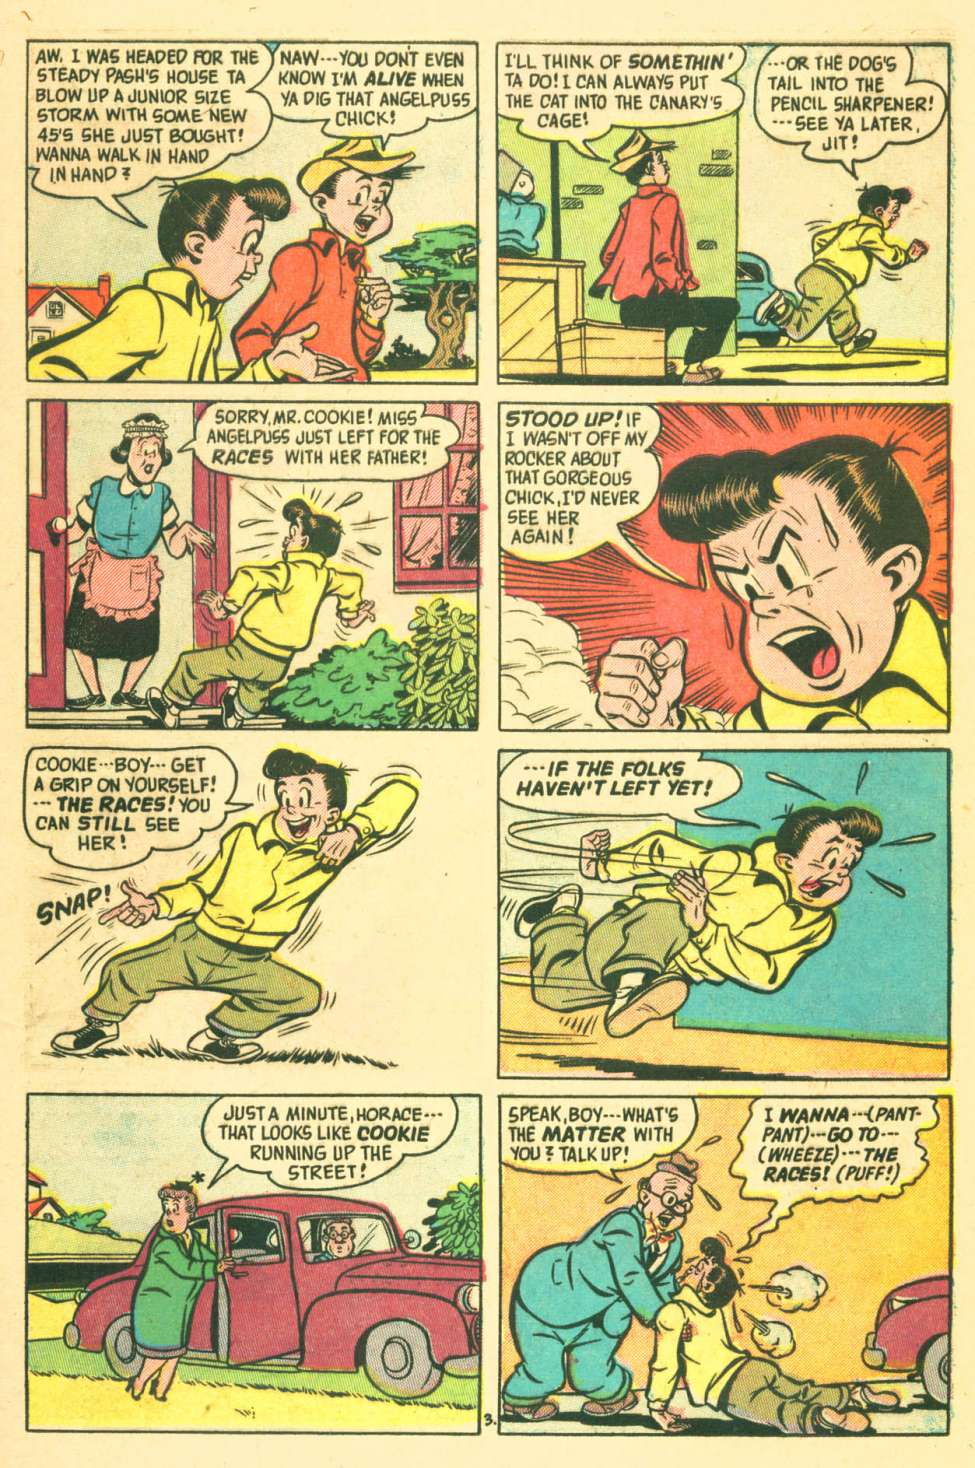 AW, I WAS HEADED FOR THE
STEADY PASH'S HOUSE TA
BLOW UP A JUNIOR SIZE
STORM WITH SOME NEW
45'S SHE JUST BOUGHT!
WANNA WALK IN HAND
IN HAND?
NAW---YOU DON'T EVEN
KNOW I'M ALIVE WHEN
YA DIG THAT ANGELPUSS
CHICK!
I'LL THINK OF SOMETHIN'
TA DO! I CAN ALWAYS PUT
THE CAT INTO THE CANARY'S
CAGE!
---OR THE DOG'S
TAIL INTO THE
PENCIL SHARPENER!
---SEE YA LATER,
JIT!
SORRY, MR. COOKIE! MISS
ANGELPUSS JUST LEFT FOR THE
RACES WITH HER FATHER!
STOOD UP! IF
I WASN'T OFF MY
ROCKER ABOUT
THAT GORGEOUS
CHICK, I'D NEVER
SEE HER
AGAIN!
COOKIE---BOY---GET
A GRIP ON YOURSELF!
---THE RACES! YOU
CAN STILL SEE
HER!
SNAP!
---IF THE FOLKS
HAVEN'T LEFT YET!
JUST A MINUTE, HORACE---
THAT LOOKS LIKE COOKIE
RUNNING UP THE
STREET!
SPEAK, BOY---WHAT'S
THE MATTER WITH
YOU? TALK UP!
I WANNA---(PANT-
PANT)---GO TO---
(WHEEZE)---THE
RACES! (PUFF!)
3.